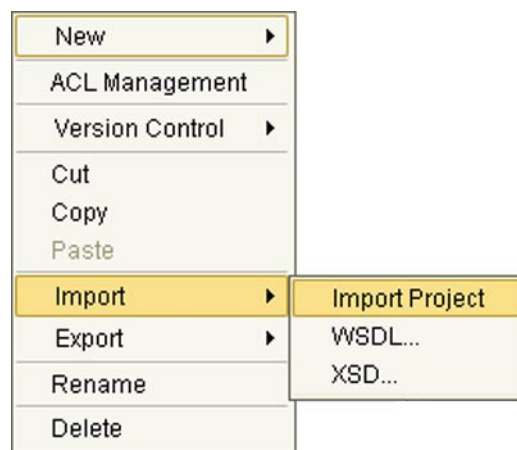 New
ACL Management
Version Control
Cut
Copy
Paste
Import
Import Project
Export
WSDL...
XSD...
Rename
Delete